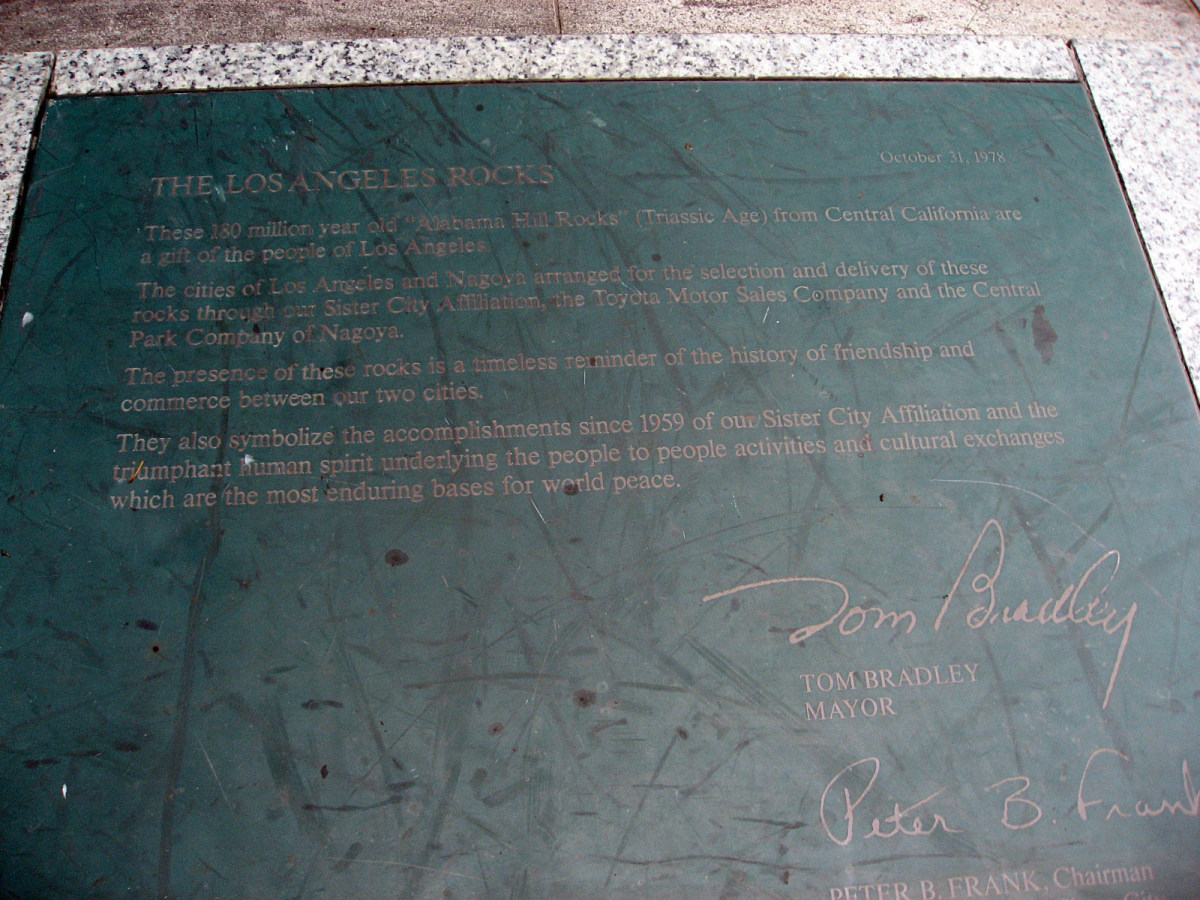 October 31, 1978
THE LOS ANGELES ROCKS
These 180 million year old "Alabama Hill Rocks" (Triassic Age) from Central California are
a gift of the people of Los Angeles.
The cities of Los Angeles and Nagoya arranged for the selection and delivery of these
rocks through our Sister City Affiliation, the Toyota Motor Sales Company and the Central
Park Company of Nagoya.
The presence of these rocks is a timeless reminder of the history of friendship and
commerce between our two cities.
They also symbolize the accomplishments since 1959 of our Sister City Affiliation and the
triumphant human spirit underlying the people to people activities and cultural exchanges
which are the most enduring bases for world peace.
Tom Bradley
TOM BRADLEY
MAYOR
Peter B. Frank
PETER B. FRANK, Chairman